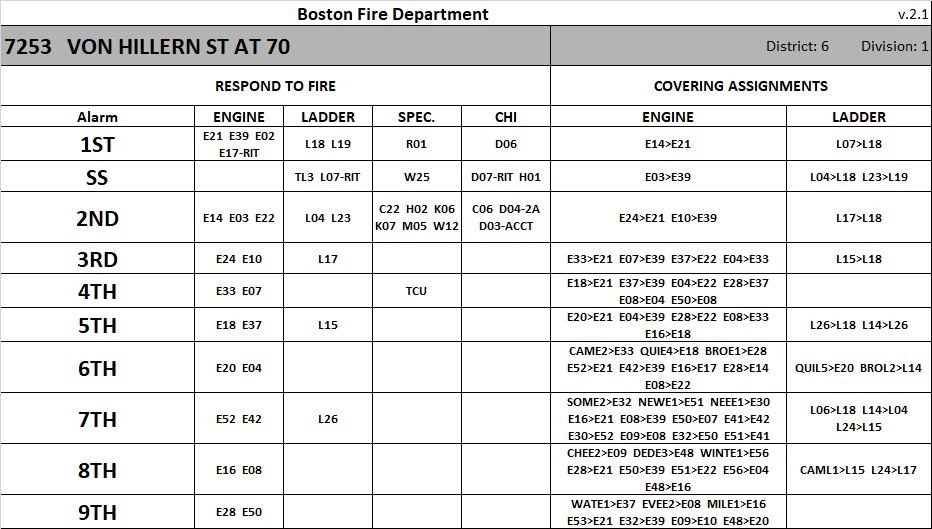 Boston Fire Department v.2.1
7253 VON HILLERN ST AT 70 District: 6 Division: 1
RESPOND TO FIRE COVERING ASSIGNMENTS
Alarm ENGINE LADDER SPEC. CHI ENGINE LADDER
1ST E21 E39 E02 L18 L19 R01 D06 E14>E21 L07>L18
E17-RIT
SS TL3 L07-RIT W25 D07-RIT H01 E03>E39 L04>L18 L23>L19
2ND E14 E03 E22 L04 L23 C22 H02 K06 C06 D04-2A E24>E21 E10>E39 L17>L18
K07 M05 W12 D03-ACCT
3RD E24 E10 L17 E33>E21 E07>E39 E37>E22 E04>E33 L15>L18
4TH E33 E07 TCU E18>E21 E37>E39 E04>E22 E28>E37
E08>E04 E50>E08
5TH E18 E37 L15 E20>E21 E04>E39 E28>E22 E08>E33 L26>L18 L14>L26
E16>E18
6TH E20 E04 CAME2>E33 QUIE4>E18 BROE1>E28
E52>E21 E42>E39 E16>E17 E28>E14 QUIL5>E20 BROL2>L14
E08>E22
7TH E52 E42 L26 SOME2>E32 NEWE1>E51 NEEE1>E30
E16>E21 E08>E39 E50>E07 E41>E42 L06>L18 L14>L04
E30>E52 E09>E08 E32>E50 E51>E41 L24>L15
8TH E16 E08 CHEE2>E09 DEDE3>E48 WINTE1>E56
E28>E21 E50>E39 E51>E22 E56>E04 CAML1>L15 L24>L17
E48>E16
9TH E28 E50 WATE1>E37 EVEE2>E08 MILE1>E16
E53>E21 E32>E39 E09>E10 E48>E20